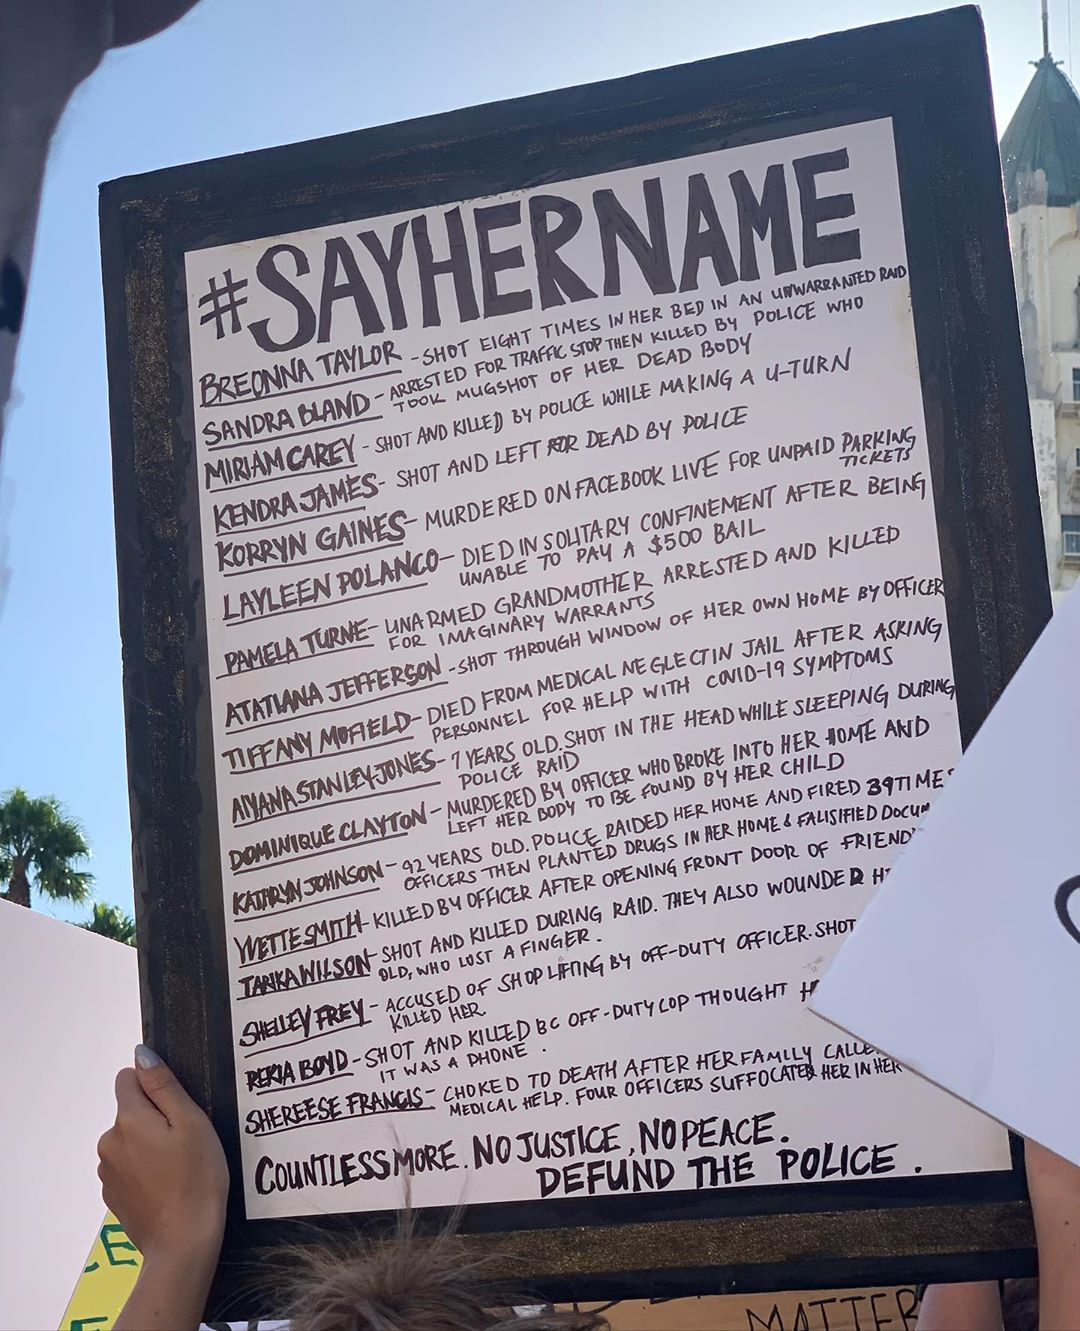 #SAYHERNAME
BREONNA TAYLOR - SHOT EIGHT TIMES IN HER BED IN AN UNWARRANTED RAID
SANDRA BLAND - ARRESTED FOR TRAFFIC STOP THEN KILLED BY POLICE WHO
TOOK MUGSHOT OF HER DEAD BODY
MIRIAM CAREY - SHOT AND KILLED BY POLICE WHILE MAKING A U-TURN
KENDRA JAMES - SHOT AND LEFT FOR DEAD BY POLICE
KORRYN GAINES - MURDERED ON FACEBOOK LIVE FOR UNPAID PARKING
TICKETS
LAYLEEN POLANCO - DIED IN SOLITARY CONFINEMENT AFTER BEING
UNABLE TO PAY A $500 BAIL
PAMELA TURNE - UNARMED GRANDMOTHER ARRESTED AND KILLED
FOR IMAGINARY WARRANTS
ATATIANA JEFFERSON - SHOT THROUGH WINDOW OF HER OWN HOME BY OFFICER
TIFFANY MOFIELD - DIED FROM MEDICAL NEGLECT IN JAIL AFTER ASKING
PERSONNEL FOR HELP WITH COVID-19 SYMPTOMS
AIYANA STANLEY-JONES - 7 YEARS OLD. SHOT IN THE HEAD WHILE SLEEPING DURING
POLICE RAID
DOMINIQUE CLAYTON - MURDERED BY OFFICER WHO BROKE INTO HER HOME AND
LEFT HER BODY TO BE FOUND BY HER CHILD
KATHRYN JOHNSON - 92 YEARS OLD. POLICE RAIDED HER HOME AND FIRED 39 TIMES
OFFICERS THEN PLANTED DRUGS IN HER HOME & FALISIFIED DOCUM
YVETTE SMITH - KILLED BY OFFICER AFTER OPENING FRONT DOOR OF FRIEND
TARIKA WILSON - SHOT AND KILLED DURING RAID. THEY ALSO WOUNDED H
OLD, WHO LOST A FINGER.
SHELLEY FREY - ACCUSED OF SHOPLIFTING BY OFF-DUTY OFFICER. SHOT
KILLED HER.
REKIA BOYD - SHOT AND KILLED BC OFF-DUTY COP THOUGHT H
IT WAS A PHONE.
SHEREESE FRANCIS - CHOKED TO DEATH AFTER HER FAMILY CALLE
MEDICAL HELP. FOUR OFFICERS SUFFOCATED HER IN HER
COUNTLESS MORE. NO JUSTICE, NO PEACE.
DEFUND THE POLICE.
MATTER